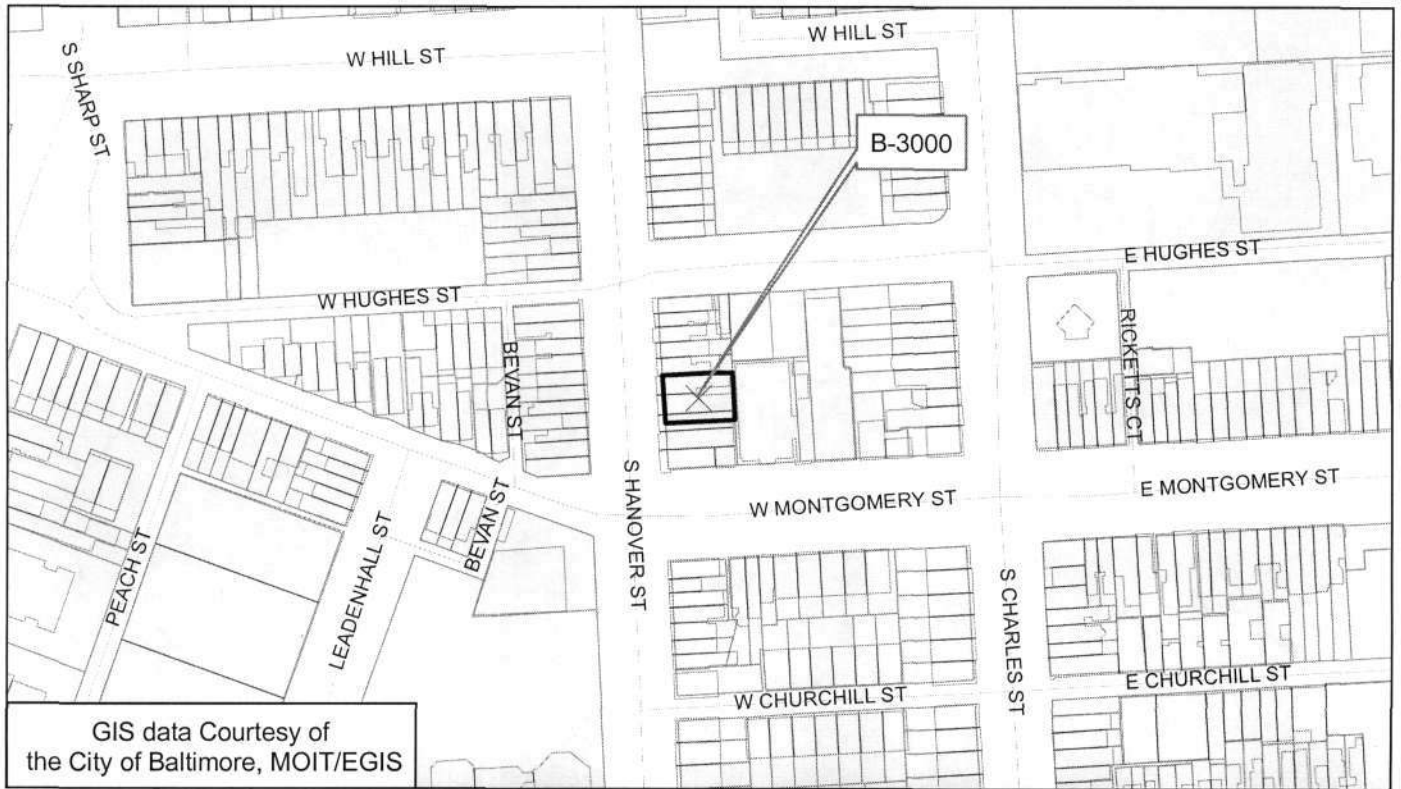 W HILL ST
W HILL ST
S SHARP ST
B-3000
E HUGHES ST
W HUGHES ST
RICKETTS CT
BEVAN ST
S HANOVER ST
W MONTGOMERY ST
E MONTGOMERY ST
BEVAN ST
PEACH ST
LEADENHALL ST
S CHARLES ST
W CHURCHILL ST
E CHURCHILL ST
GIS data Courtesy of
the City of Baltimore, MOIT/EGIS